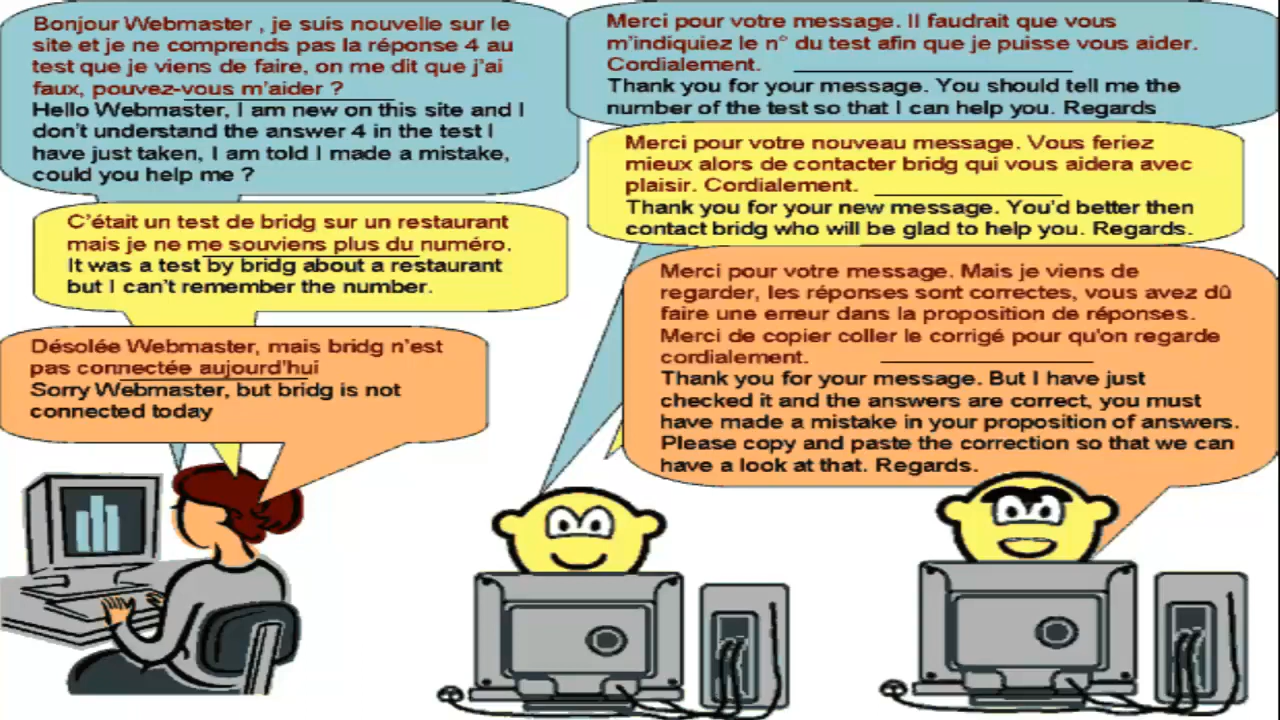 Bonjour Webmaster , je suis nouvelle sur le
site et je ne comprends pas la réponse 4 au
test que je viens de faire, on me dit que j'ai
faux, pouvez-vous m'aider ?
Hello Webmaster, I am new on this site and I
don't understand the answer 4 in the test I
have just taken, I am told I made a mistake,
could you help me ?
Merci pour votre message. Il faudrait que vous
m'indiquiez le n° du test afin que je puisse vous aider.
Cordialement.
Thank you for your message. You should tell me the
number of the test so that I can help you. Regards
C'était un test de bridg sur un restaurant
mais je ne me souviens plus du numéro.
It was a test by bridg about a restaurant
but I can't remember the number.
Merci pour votre nouveau message. Vous feriez
mieux alors de contacter bridg qui vous aidera avec
plaisir. Cordialement.
Thank you for your new message. You'd better then
contact bridg who will be glad to help you. Regards.
Désolée Webmaster, mais bridg n'est
pas connectée aujourd'hui
Sorry Webmaster, but bridg is not
connected today
Merci pour votre message. Mais je viens de
regarder, les réponses sont correctes, vous avez dû
faire une erreur dans la proposition de réponses.
Merci de copier coller le corrigé pour qu'on regarde
cordialement.
Thank you for your message. But I have just
checked it and the answers are correct, you must
have made a mistake in your proposition of answers.
Please copy and paste the correction so that we can
have a look at that. Regards.